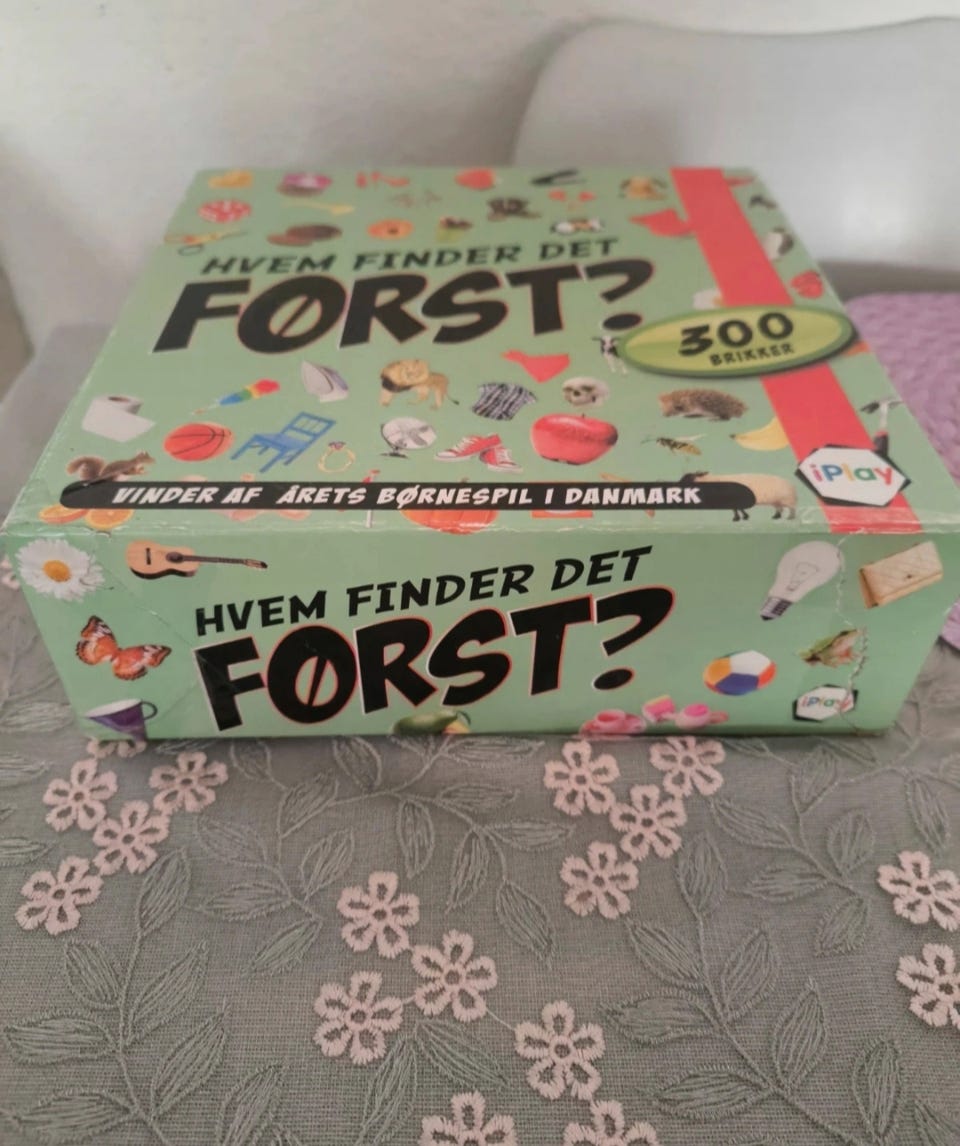 HVEM FINDER DET
FØRST?
300
BRIKKER
iPlay
VINDER AF ÅRETS BØRNESPIL I DANMARK
HVEM FINDER DET
FØRST?
iPlay